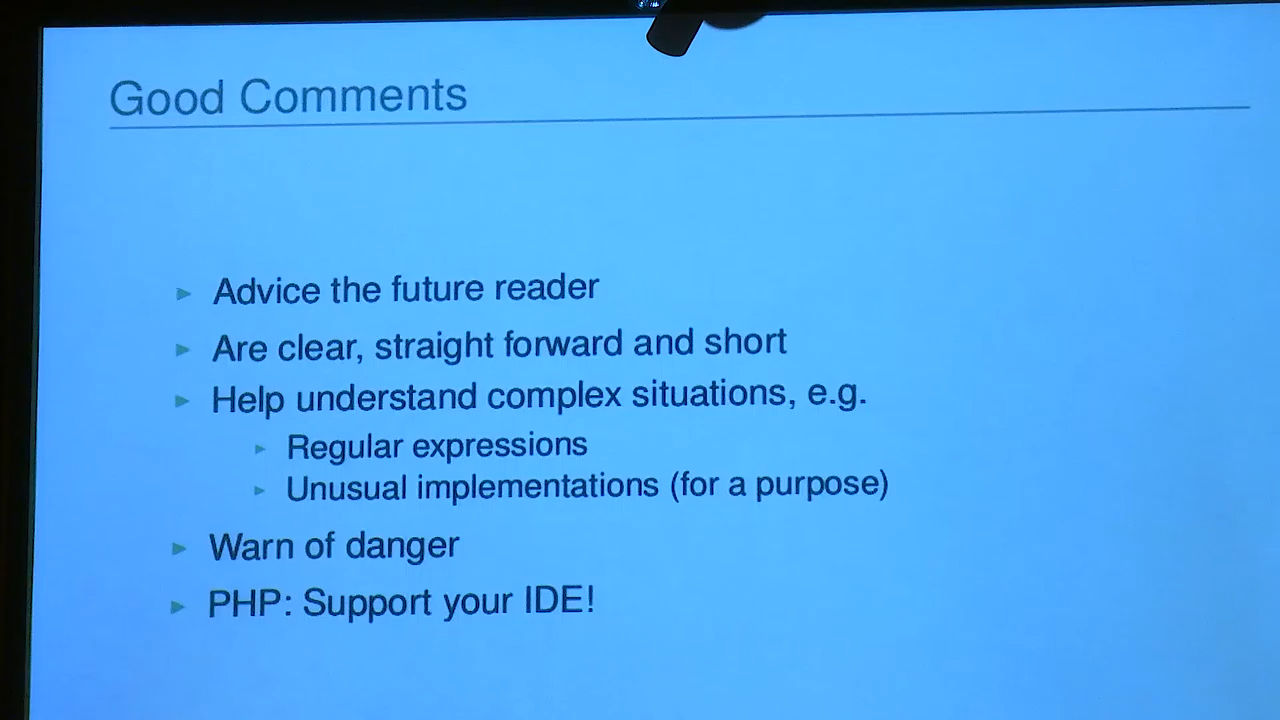 Good Comments
Advice the future reader
Are clear, straight forward and short
Help understand complex situations, e.g.
Regular expressions
Unusual implementations (for a purpose)
Warn of danger
PHP: Support your IDE!